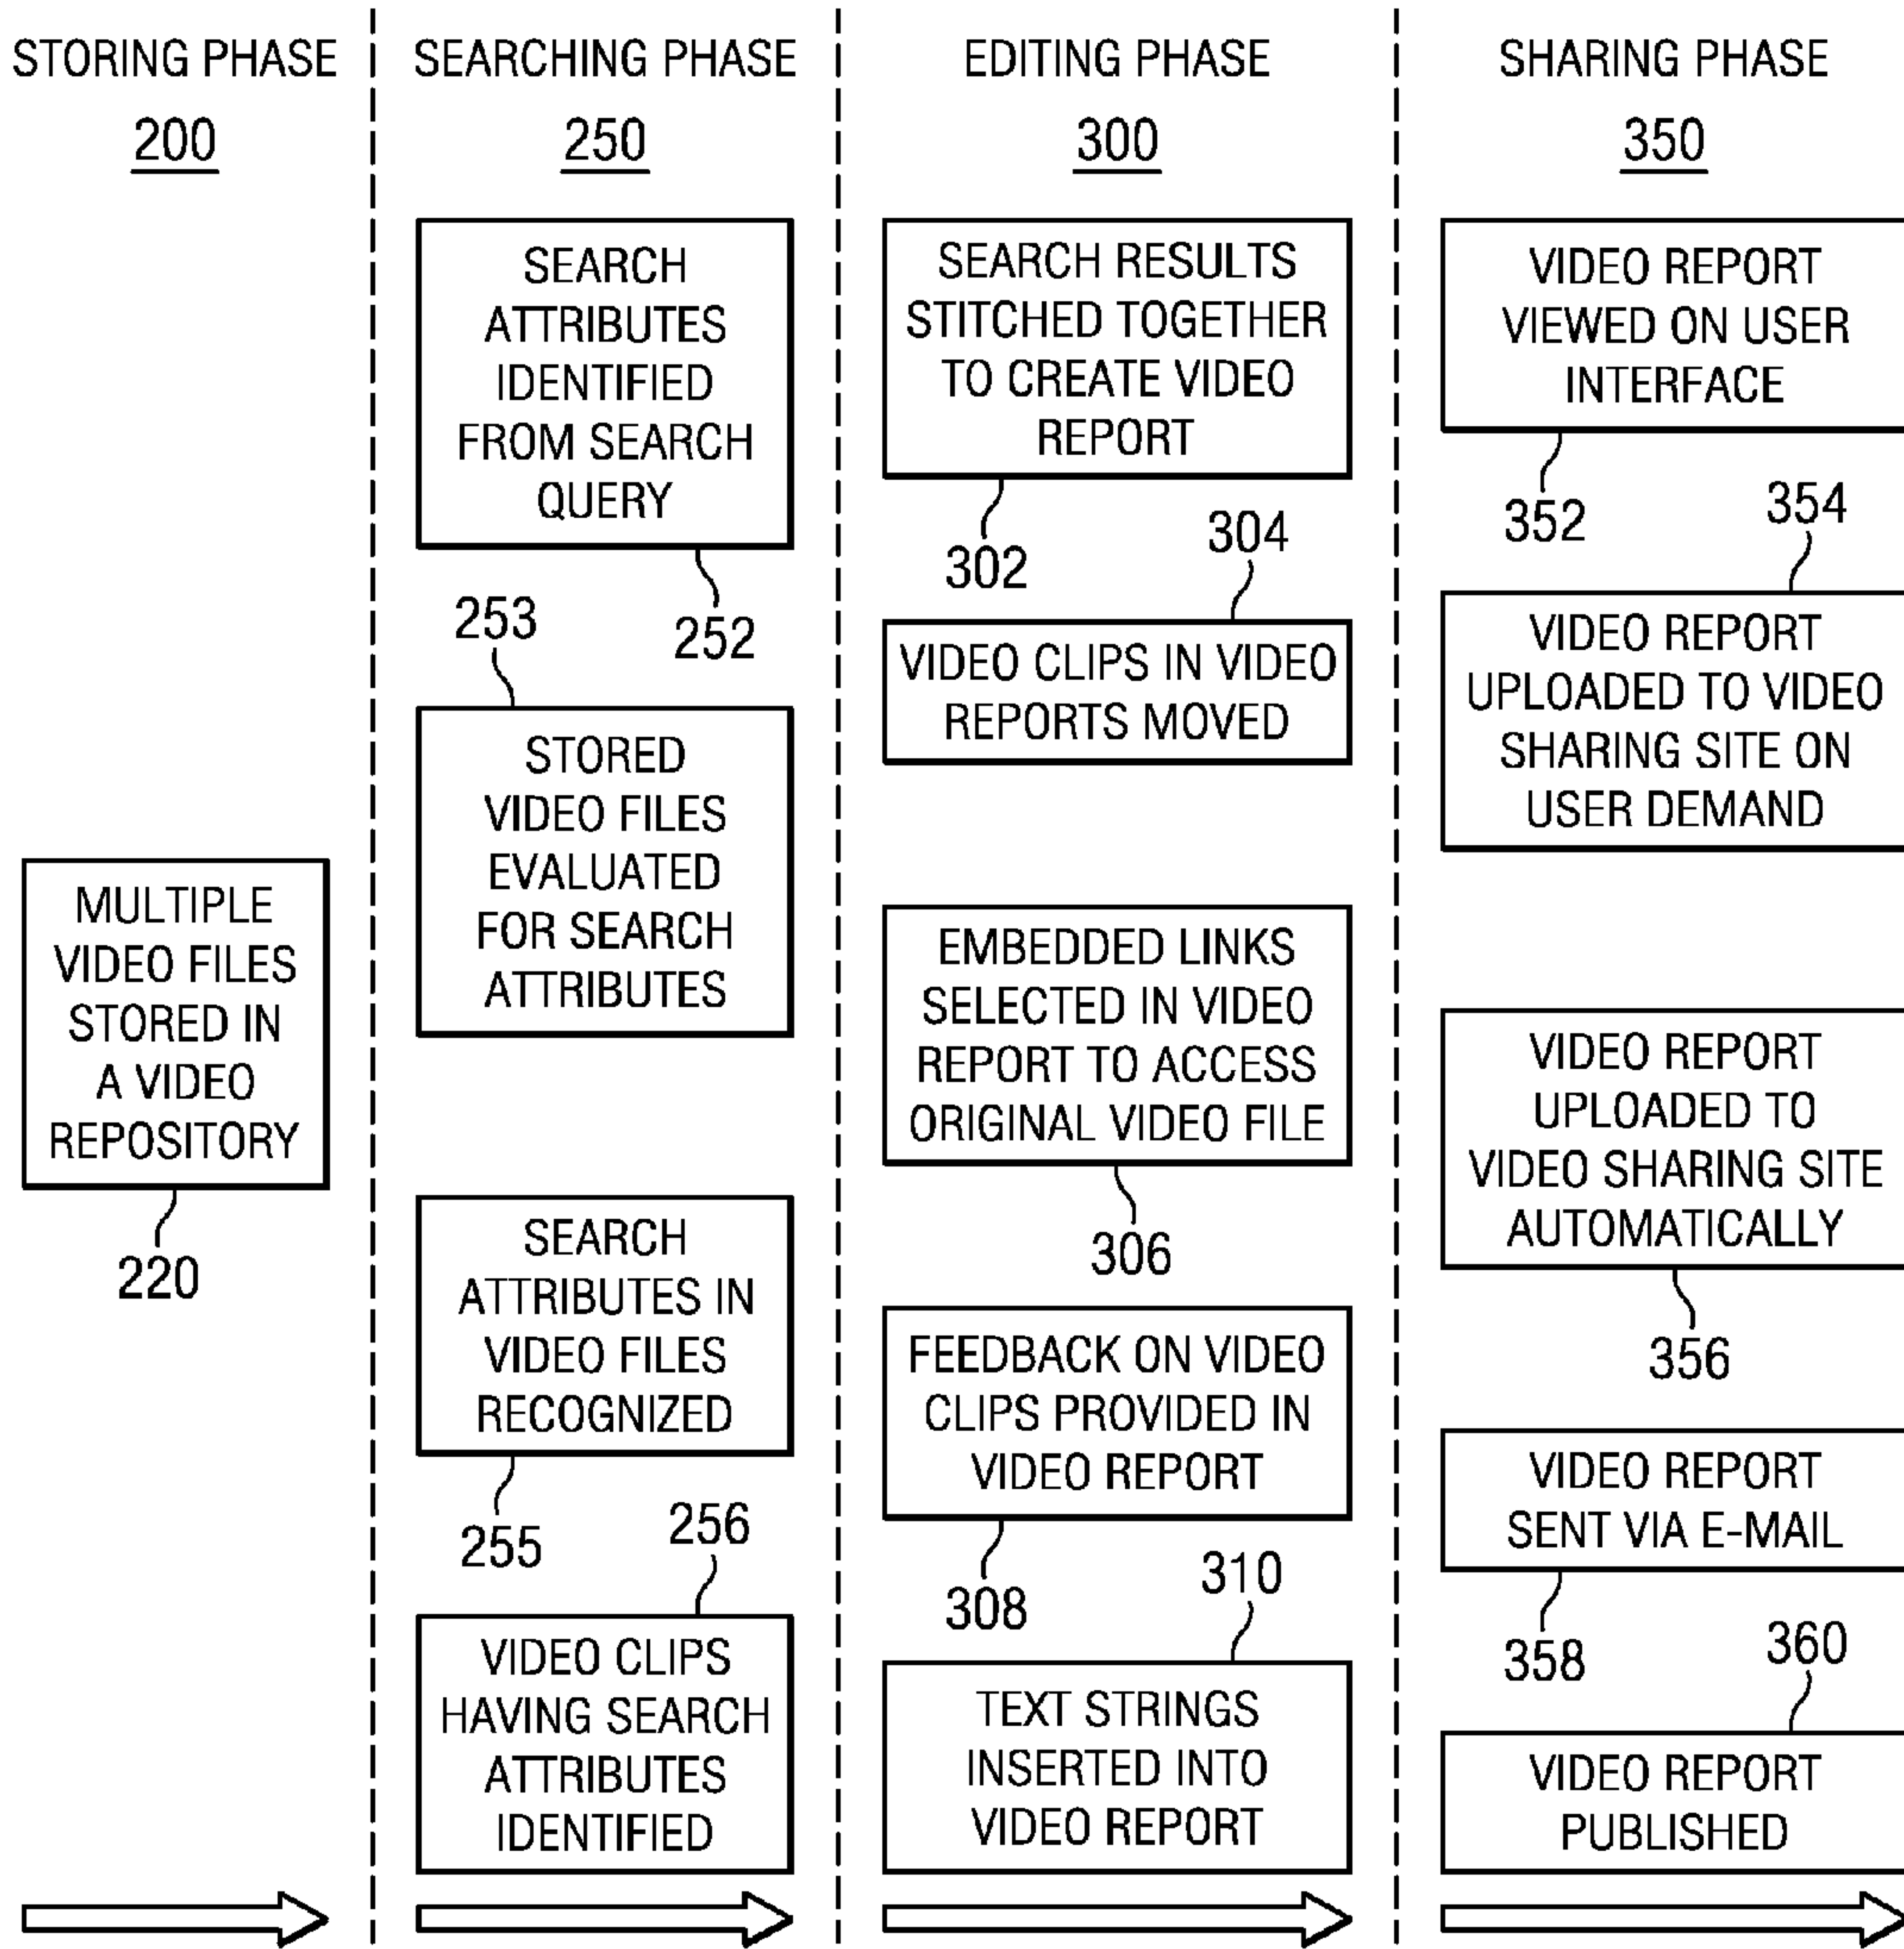 STORING PHASE
200
MULTIPLE
VIDEO FILES
STORED IN
A VIDEO
REPOSITORY
220
SEARCHING PHASE
250
SEARCH
ATTRIBUTES
IDENTIFIED
FROM SEARCH
QUERY
252
253
STORED
VIDEO FILES
EVALUATED
FOR SEARCH
ATTRIBUTES
SEARCH
ATTRIBUTES IN
VIDEO FILES
RECOGNIZED
255
256
VIDEO CLIPS
HAVING SEARCH
ATTRIBUTES
IDENTIFIED
EDITING PHASE
300
SEARCH RESULTS
STITCHED TOGETHER
TO CREATE VIDEO
REPORT
302
304
VIDEO CLIPS IN VIDEO
REPORTS MOVED
EMBEDDED LINKS
SELECTED IN VIDEO
REPORT TO ACCESS
ORIGINAL VIDEO FILE
306
FEEDBACK ON VIDEO
CLIPS PROVIDED IN
VIDEO REPORT
308
310
TEXT STRINGS
INSERTED INTO
VIDEO REPORT
SHARING PHASE
350
VIDEO REPORT
VIEWED ON USER
INTERFACE
352
354
VIDEO REPORT
UPLOADED TO VIDEO
SHARING SITE ON
USER DEMAND
VIDEO REPORT
UPLOADED TO
VIDEO SHARING SITE
AUTOMATICALLY
356
VIDEO REPORT
SENT VIA E-MAIL
358
360
VIDEO REPORT
PUBLISHED